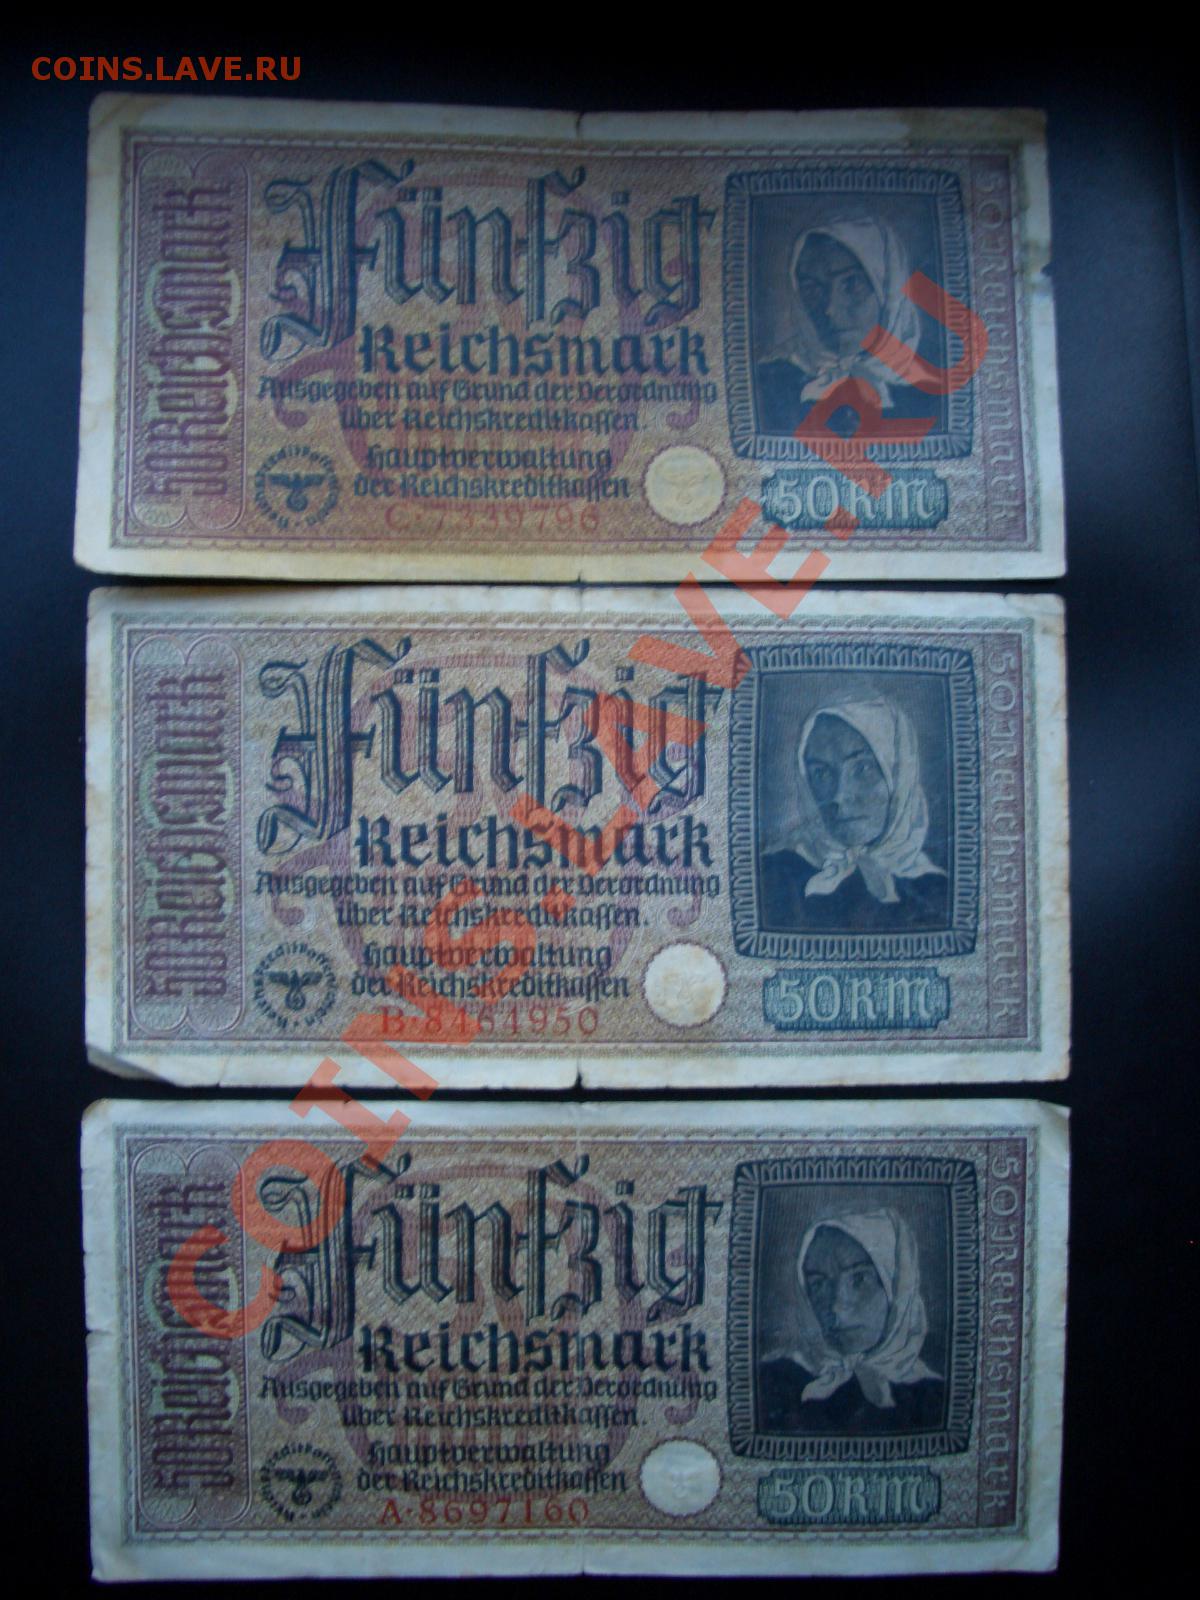 COINS.LAVE.RU
50 Reichsmark
Fünfzig
Reichsmark
Ausgegeben auf Grund der Verordnung
über Reichskreditkassen.
Hauptverwaltung
der Reichskreditkassen
C·7339796
50 RM
50 Reichsmark
50 Reichsmark
Fünfzig
Reichsmark
Ausgegeben auf Grund der Verordnung
über Reichskreditkassen.
Hauptverwaltung
der Reichskreditkassen
B·8464950
50 RM
50 Reichsmark
50 Reichsmark
Fünfzig
Reichsmark
Ausgegeben auf Grund der Verordnung
über Reichskreditkassen.
Hauptverwaltung
der Reichskreditkassen
A·8697160
50 RM
50 Reichsmark
COINS.LAVE.RU